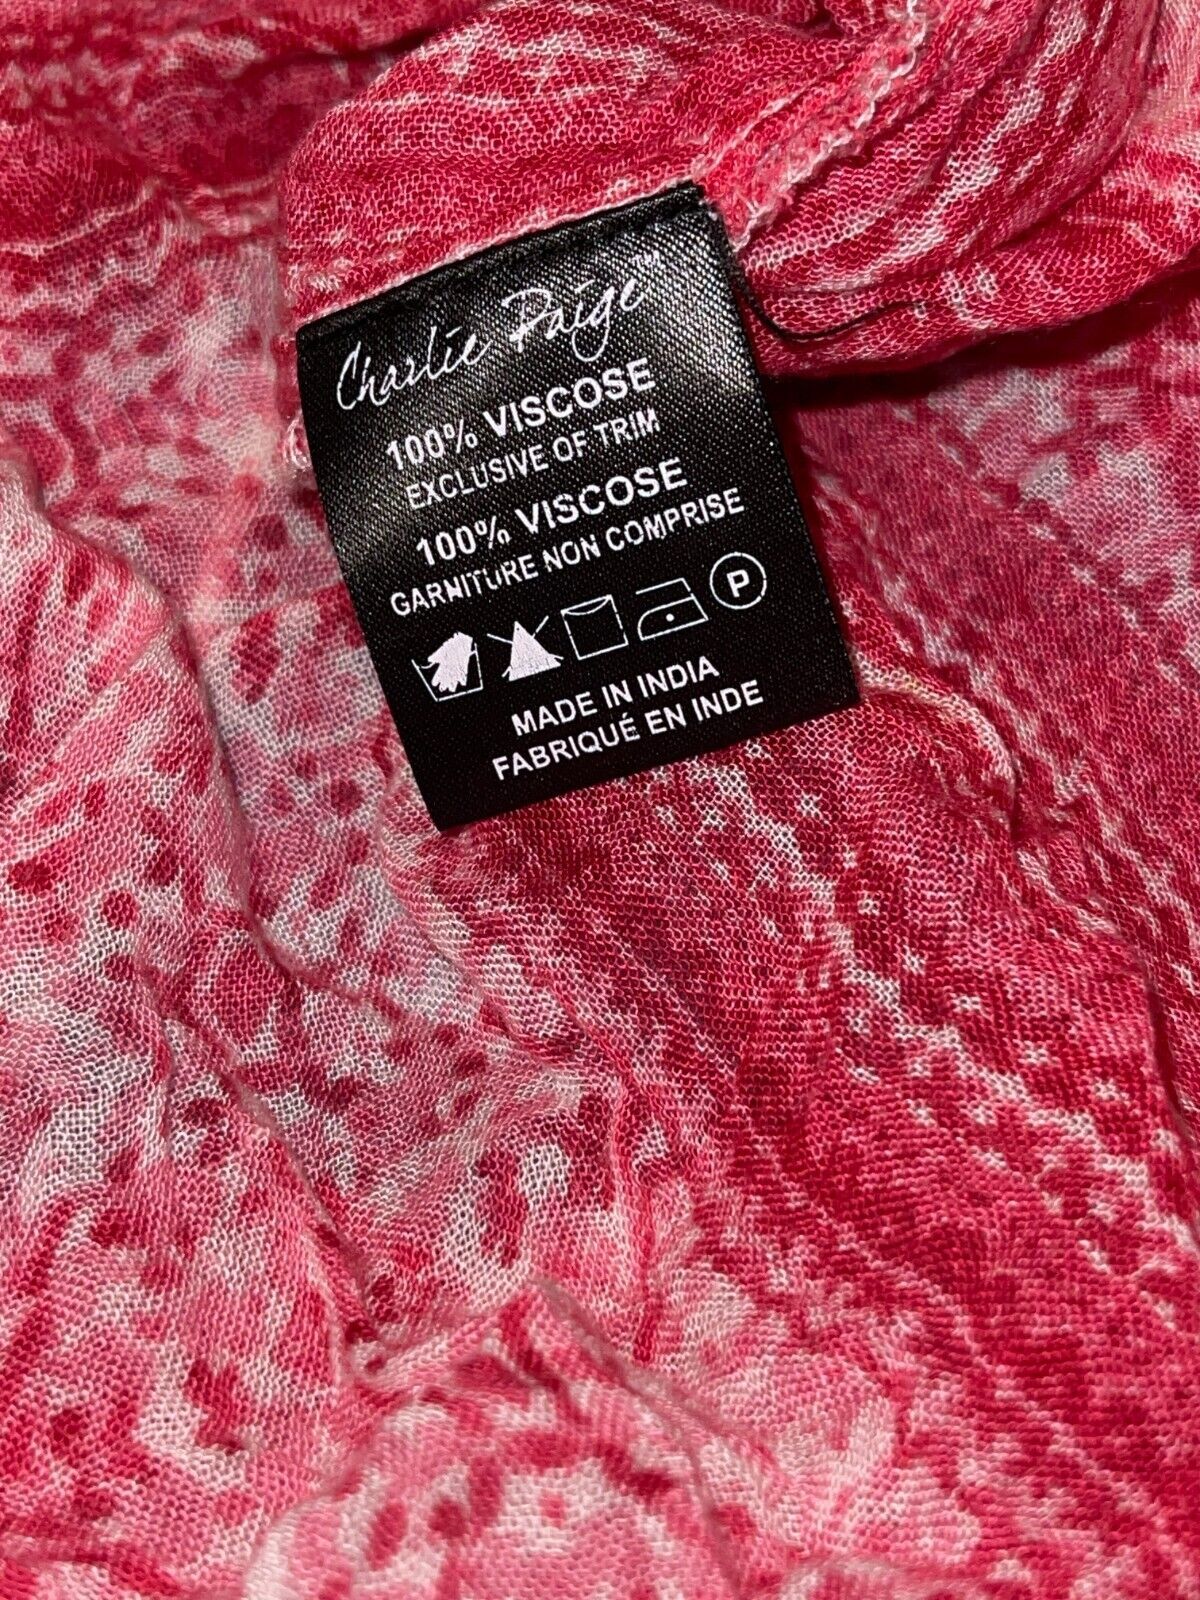 Charlie Paige™
100% VISCOSE
EXCLUSIVE OF TRIM
100% VISCOSE
GARNITURE NON COMPRISE
P
MADE IN INDIA
FABRIQUÉ EN INDE